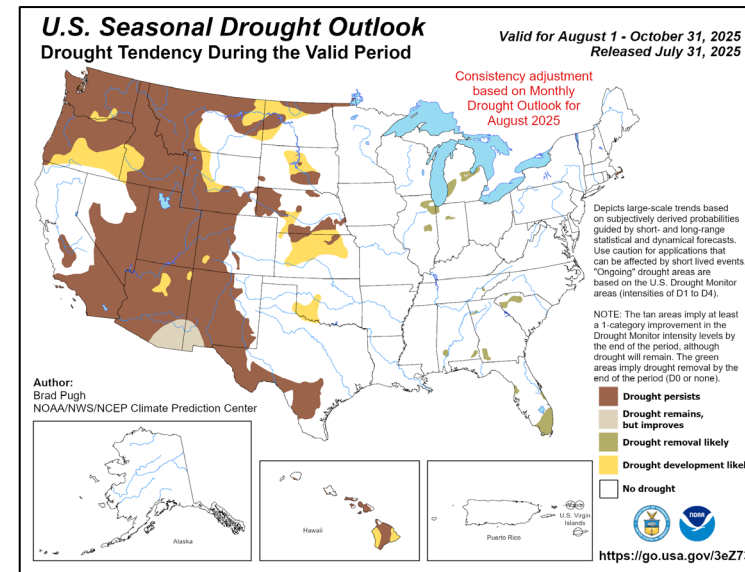 U.S. Seasonal Drought Outlook
Drought Tendency During the Valid Period
Valid for August 1 - October 31, 2025
Released July 31, 2025
Consistency adjustment
based on Monthly
Drought Outlook for
August 2025
Depicts large-scale trends based
on subjectively derived probabilities
guided by short- and long-range
statistical and dynamical forecasts.
Use caution for applications that
can be affected by short lived events.
"Ongoing" drought areas are
based on the U.S. Drought Monitor
areas (intensities of D1 to D4).
NOTE: The tan areas imply at least
a 1-category improvement in the
Drought Monitor intensity levels by
the end of the period, although
drought will remain. The green
areas imply drought removal by the
end of the period (D0 or none).
Author:
Brad Pugh
NOAA/NWS/NCEP Climate Prediction Center
Drought persists
Drought remains,
but improves
Drought removal likely
Drought development likel
No drought
Alaska
Hawaii
Puerto Rico
U.S. Virgin
Islands
NOAA
https://go.usa.gov/3eZ7